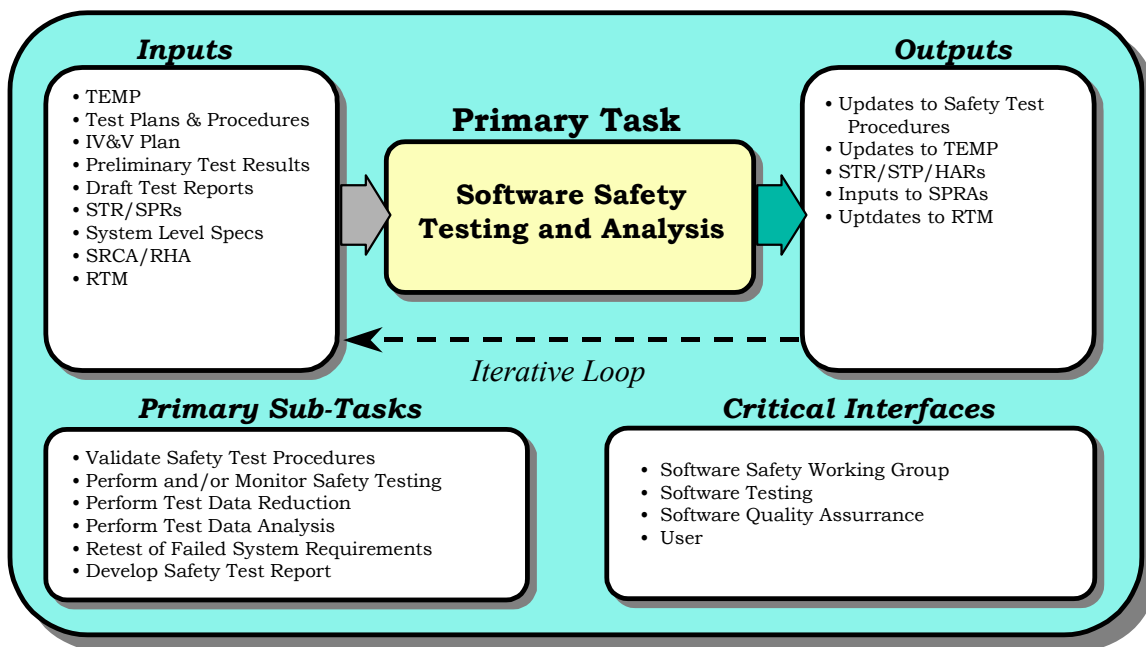 Inputs
• TEMP
• Test Plans & Procedures
• IV&V Plan
• Preliminary Test Results
• Draft Test Reports
• STR/SPRs
• System Level Specs
• SRCA/RHA
• RTM
Primary Task
Software Safety
Testing and Analysis
Outputs
• Updates to Safety Test
Procedures
• Updates to TEMP
• STR/STP/HARs
• Inputs to SPRAs
• Uptdates to RTM
Iterative Loop
Primary Sub-Tasks
• Validate Safety Test Procedures
• Perform and/or Monitor Safety Testing
• Perform Test Data Reduction
• Perform Test Data Analysis
• Retest of Failed System Requirements
• Develop Safety Test Report
Critical Interfaces
• Software Safety Working Group
• Software Testing
• Software Quality Assurrance
• User